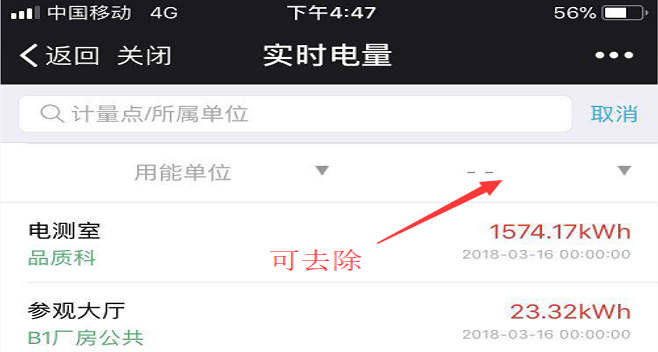 中国移动 4G 下午4:47 56%
返回 关闭 实时电量 •••
计量点/所属单位 取消
用能单位 ▼ -- ▼
电测室 1574.17kWh
品质科 2018-03-16 00:00:00
可去除
参观大厅 23.32kWh
B1厂房公共 2018-03-16 00:00:00